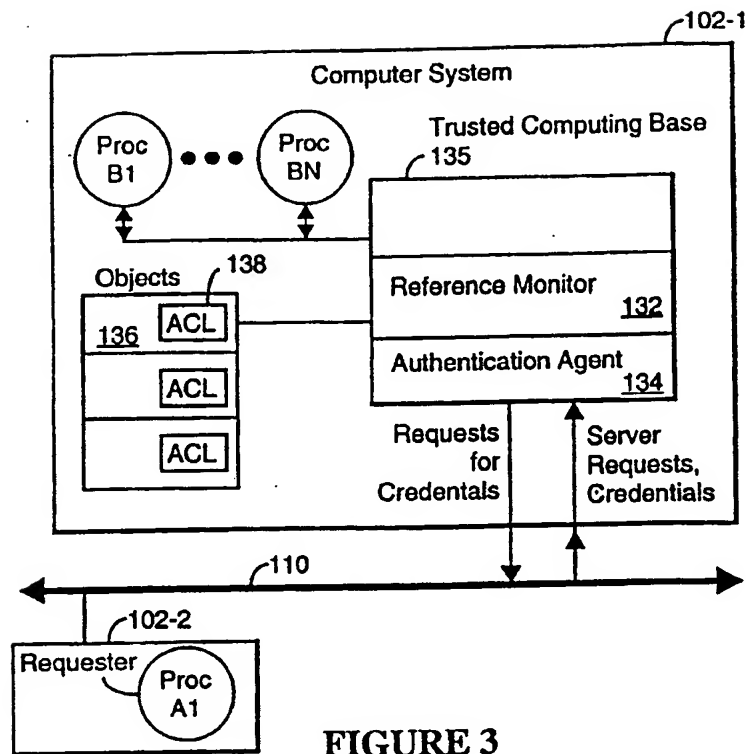 102-1
Computer System
Proc
B1
Proc
BN
Trusted Computing Base
135
Objects
138
136
ACL
ACL
ACL
Reference Monitor
132
Authentication Agent
134
Requests
for
Credentals
Server
Requests,
Credentials
110
102-2
Requester
Proc
A1
FIGURE 3